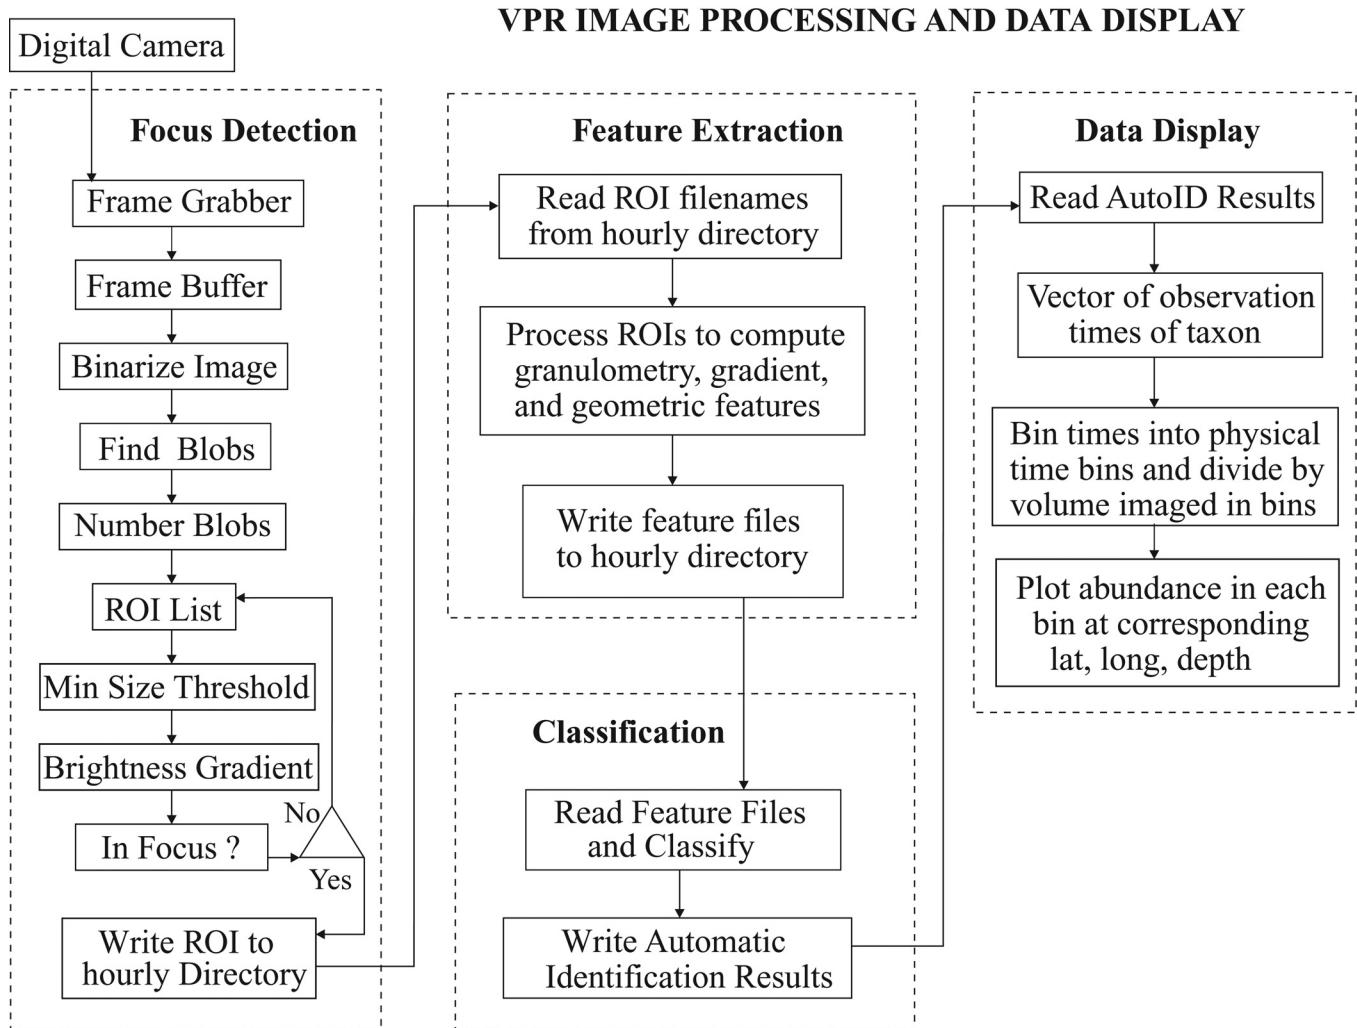 VPR IMAGE PROCESSING AND DATA DISPLAY
Digital Camera
Focus Detection
Frame Grabber
Frame Buffer
Binarize Image
Find Blobs
Number Blobs
ROI List
Min Size Threshold
Brightness Gradient
In Focus ?
No
Yes
Write ROI to
hourly Directory
Feature Extraction
Read ROI filenames
from hourly directory
Process ROIs to compute
granulometry, gradient,
and geometric features
Write feature files
to hourly directory
Classification
Read Feature Files
and Classify
Write Automatic
Identification Results
Data Display
Read AutoID Results
Vector of observation
times of taxon
Bin times into physical
time bins and divide by
volume imaged in bins
Plot abundance in each
bin at corresponding
lat, long, depth